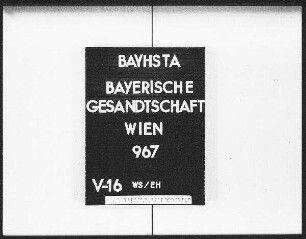 BAYHSTA
BAYERISCHE
GESANDTSCHAFT
WIEN
967
V-16 WS/EH